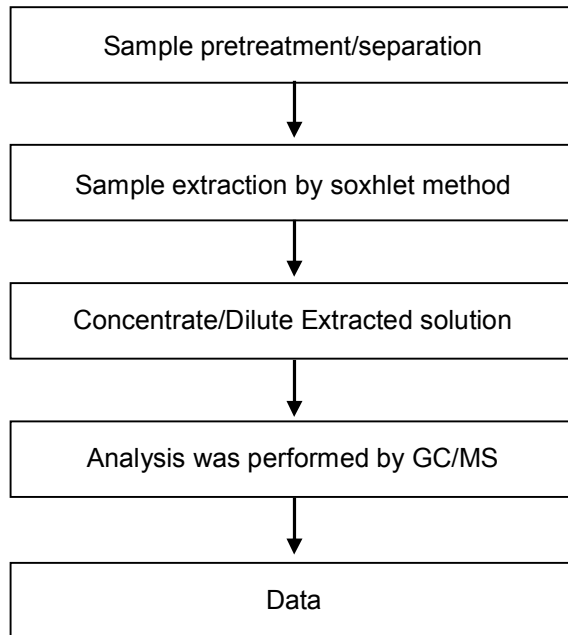 Sample pretreatment/separation
Sample extraction by soxhlet method
Concentrate/Dilute Extracted solution
Analysis was performed by GC/MS
Data